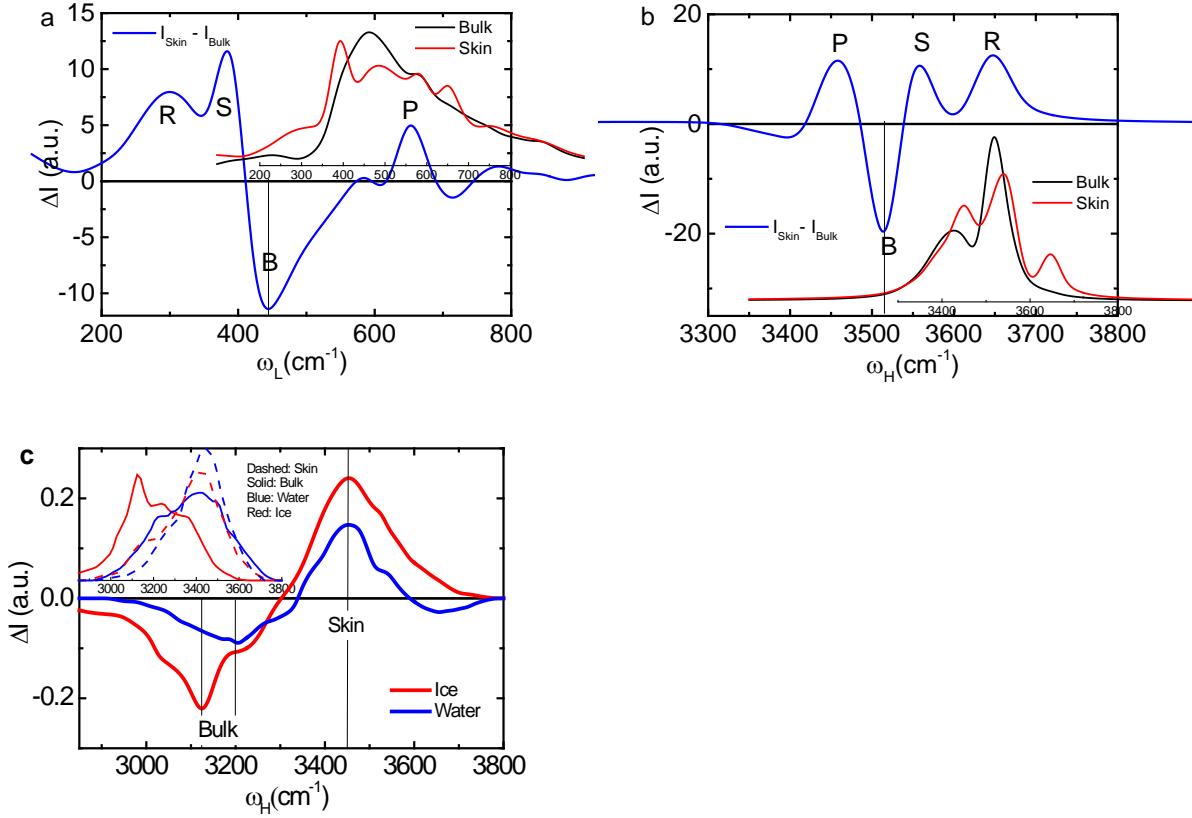 a
I_Skin - I_Bulk
Bulk
Skin
R
S
B
P
15
10
5
0
-5
-10
ΔI (a.u.)
200 300 400 500 600 700 800
200 400 600 800
ω_L(cm⁻¹)
b
P
S
R
B
20
0
-20
ΔI (a.u.)
Bulk
Skin
I_Skin- I_Bulk
3400 3600 3800
3300 3400 3500 3600 3700 3800
ω_H(cm⁻¹)
c
Dashed: Skin
Solid: Bulk
Blue: Water
Red: Ice
0.2
0.0
-0.2
ΔI (a.u.)
3000 3200 3400 3600 3800
Skin
Bulk
Ice
Water
3000 3200 3400 3600 3800
ω_H(cm⁻¹)